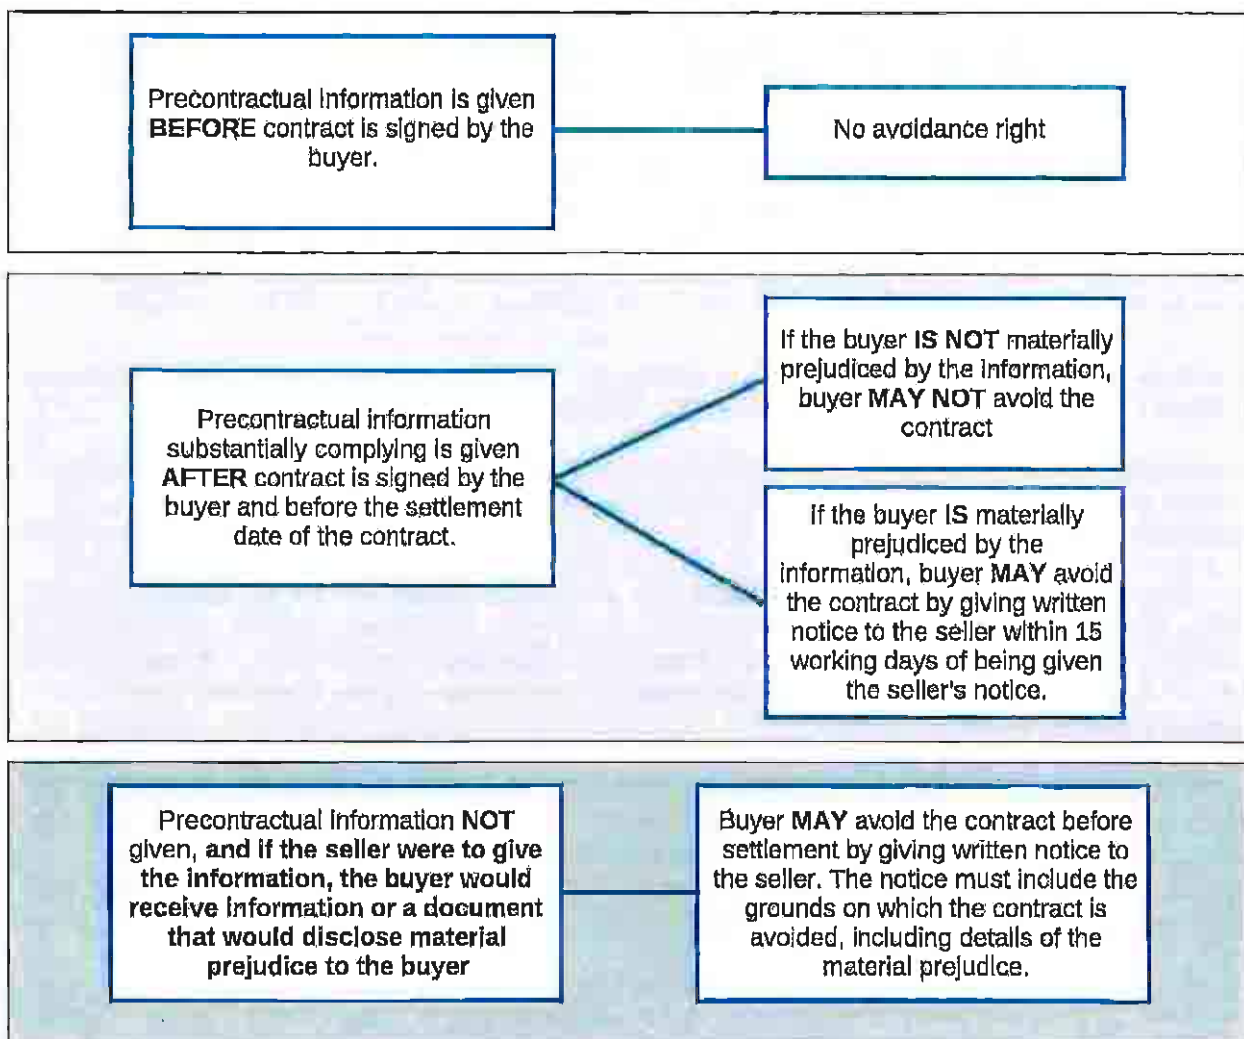 Precontractual information is given
BEFORE contract is signed by the
buyer.
No avoidance right
If the buyer IS NOT materially
prejudiced by the information,
buyer MAY NOT avoid the
contract
Precontractual information
substantially complying is given
AFTER contract is signed by the
buyer and before the settlement
date of the contract.
If the buyer IS materially
prejudiced by the
information, buyer MAY avoid
the contract by giving written
notice to the seller within 15
working days of being given
the seller's notice.
Precontractual information NOT
given, and if the seller were to give
the information, the buyer would
receive information or a document
that would disclose material
prejudice to the buyer
Buyer MAY avoid the contract before
settlement by giving written notice to
the seller. The notice must include the
grounds on which the contract is
avoided, including details of the
material prejudice.